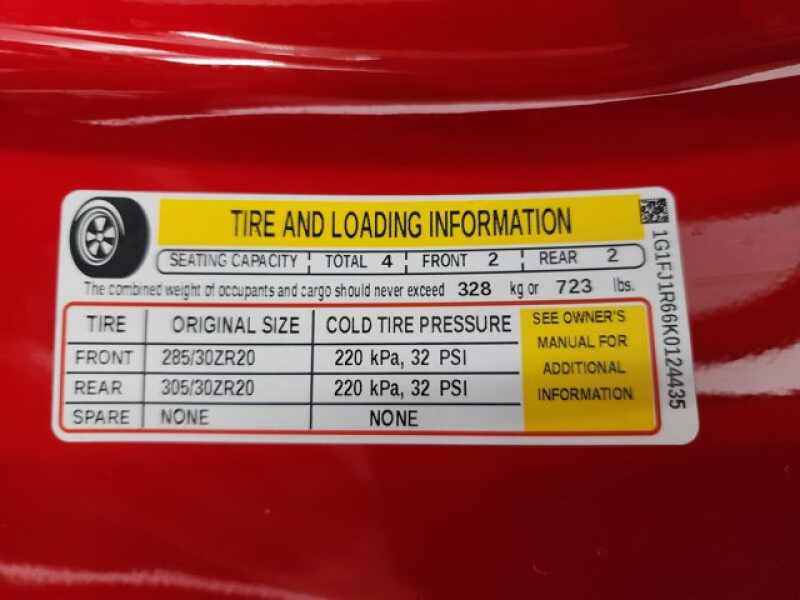 TIRE AND LOADING INFORMATION
SEATING CAPACITY TOTAL 4 FRONT 2 REAR 2
The combined weight of occupants and cargo should never exceed 328 kg or 723 lbs.
TIRE ORIGINAL SIZE COLD TIRE PRESSURE
FRONT 285/30ZR20 220 kPa, 32 PSI
REAR 305/30ZR20 220 kPa, 32 PSI
SPARE NONE NONE
SEE OWNER'S
MANUAL FOR
ADDITIONAL
INFORMATION
1G1FJ1R66K0124435